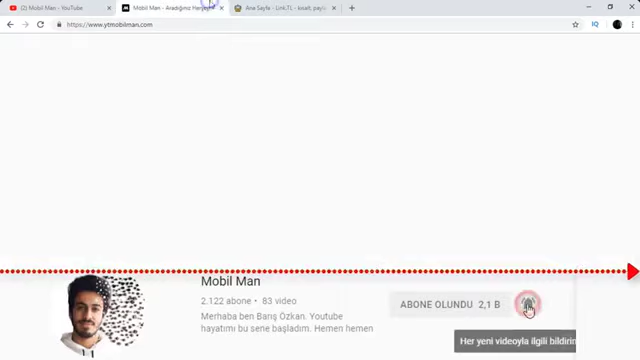 (2) Mobil Man - YouTube
Mobil Man - Aradığınız Herşey
Ana Sayfa - Link.TL - kısalt, payla
https://www.ytmobilman.com
IQ
Mobil Man
2.122 abone • 83 video
Merhaba ben Barış Özkan. Youtube
hayatımı bu sene başladım. Hemen hemen
ABONE OLUNDU 2,1 B
Her yeni videoyla ilgili bildirim